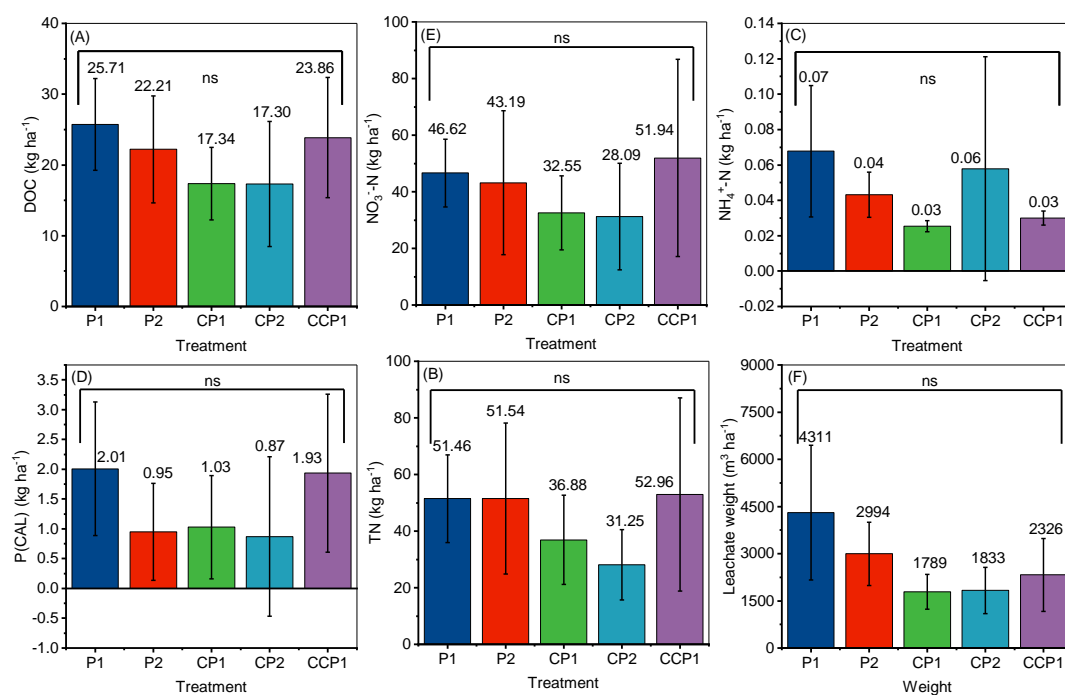 (A)
ns
25.71
22.21
17.34
17.30
23.86
DOC (kg ha⁻¹)
40
30
20
10
0
P1 P2 CP1 CP2 CCP1
Treatment
(E)
ns
46.62
43.19
32.55
28.09
51.94
NO₃⁻-N (kg ha⁻¹)
100
80
60
40
20
0
P1 P2 CP1 CP2 CCP1
Treatment
(C)
ns
0.07
0.04
0.03
0.06
0.03
NH₄⁺-N (kg ha⁻¹)
0.14
0.12
0.10
0.08
0.06
0.04
0.02
0.00
-0.02
P1 P2 CP1 CP2 CCP1
Treatment
(D)
ns
2.01
0.95
1.03
0.87
1.93
P(CAL) (kg ha⁻¹)
3.5
3.0
2.5
2.0
1.5
1.0
0.5
0.0
-0.5
-1.0
P1 P2 CP1 CP2 CCP1
Treatment
(B)
ns
51.46
51.54
36.88
31.25
52.96
TN (kg ha⁻¹)
100
80
60
40
20
0
P1 P2 CP1 CP2 CCP1
Treatment
(F)
ns
4311
2994
1789
1833
2326
Leachate weight (m³ ha⁻¹)
9000
7500
6000
4500
3000
1500
0
P1 P2 CP1 CP2 CCP1
Weight